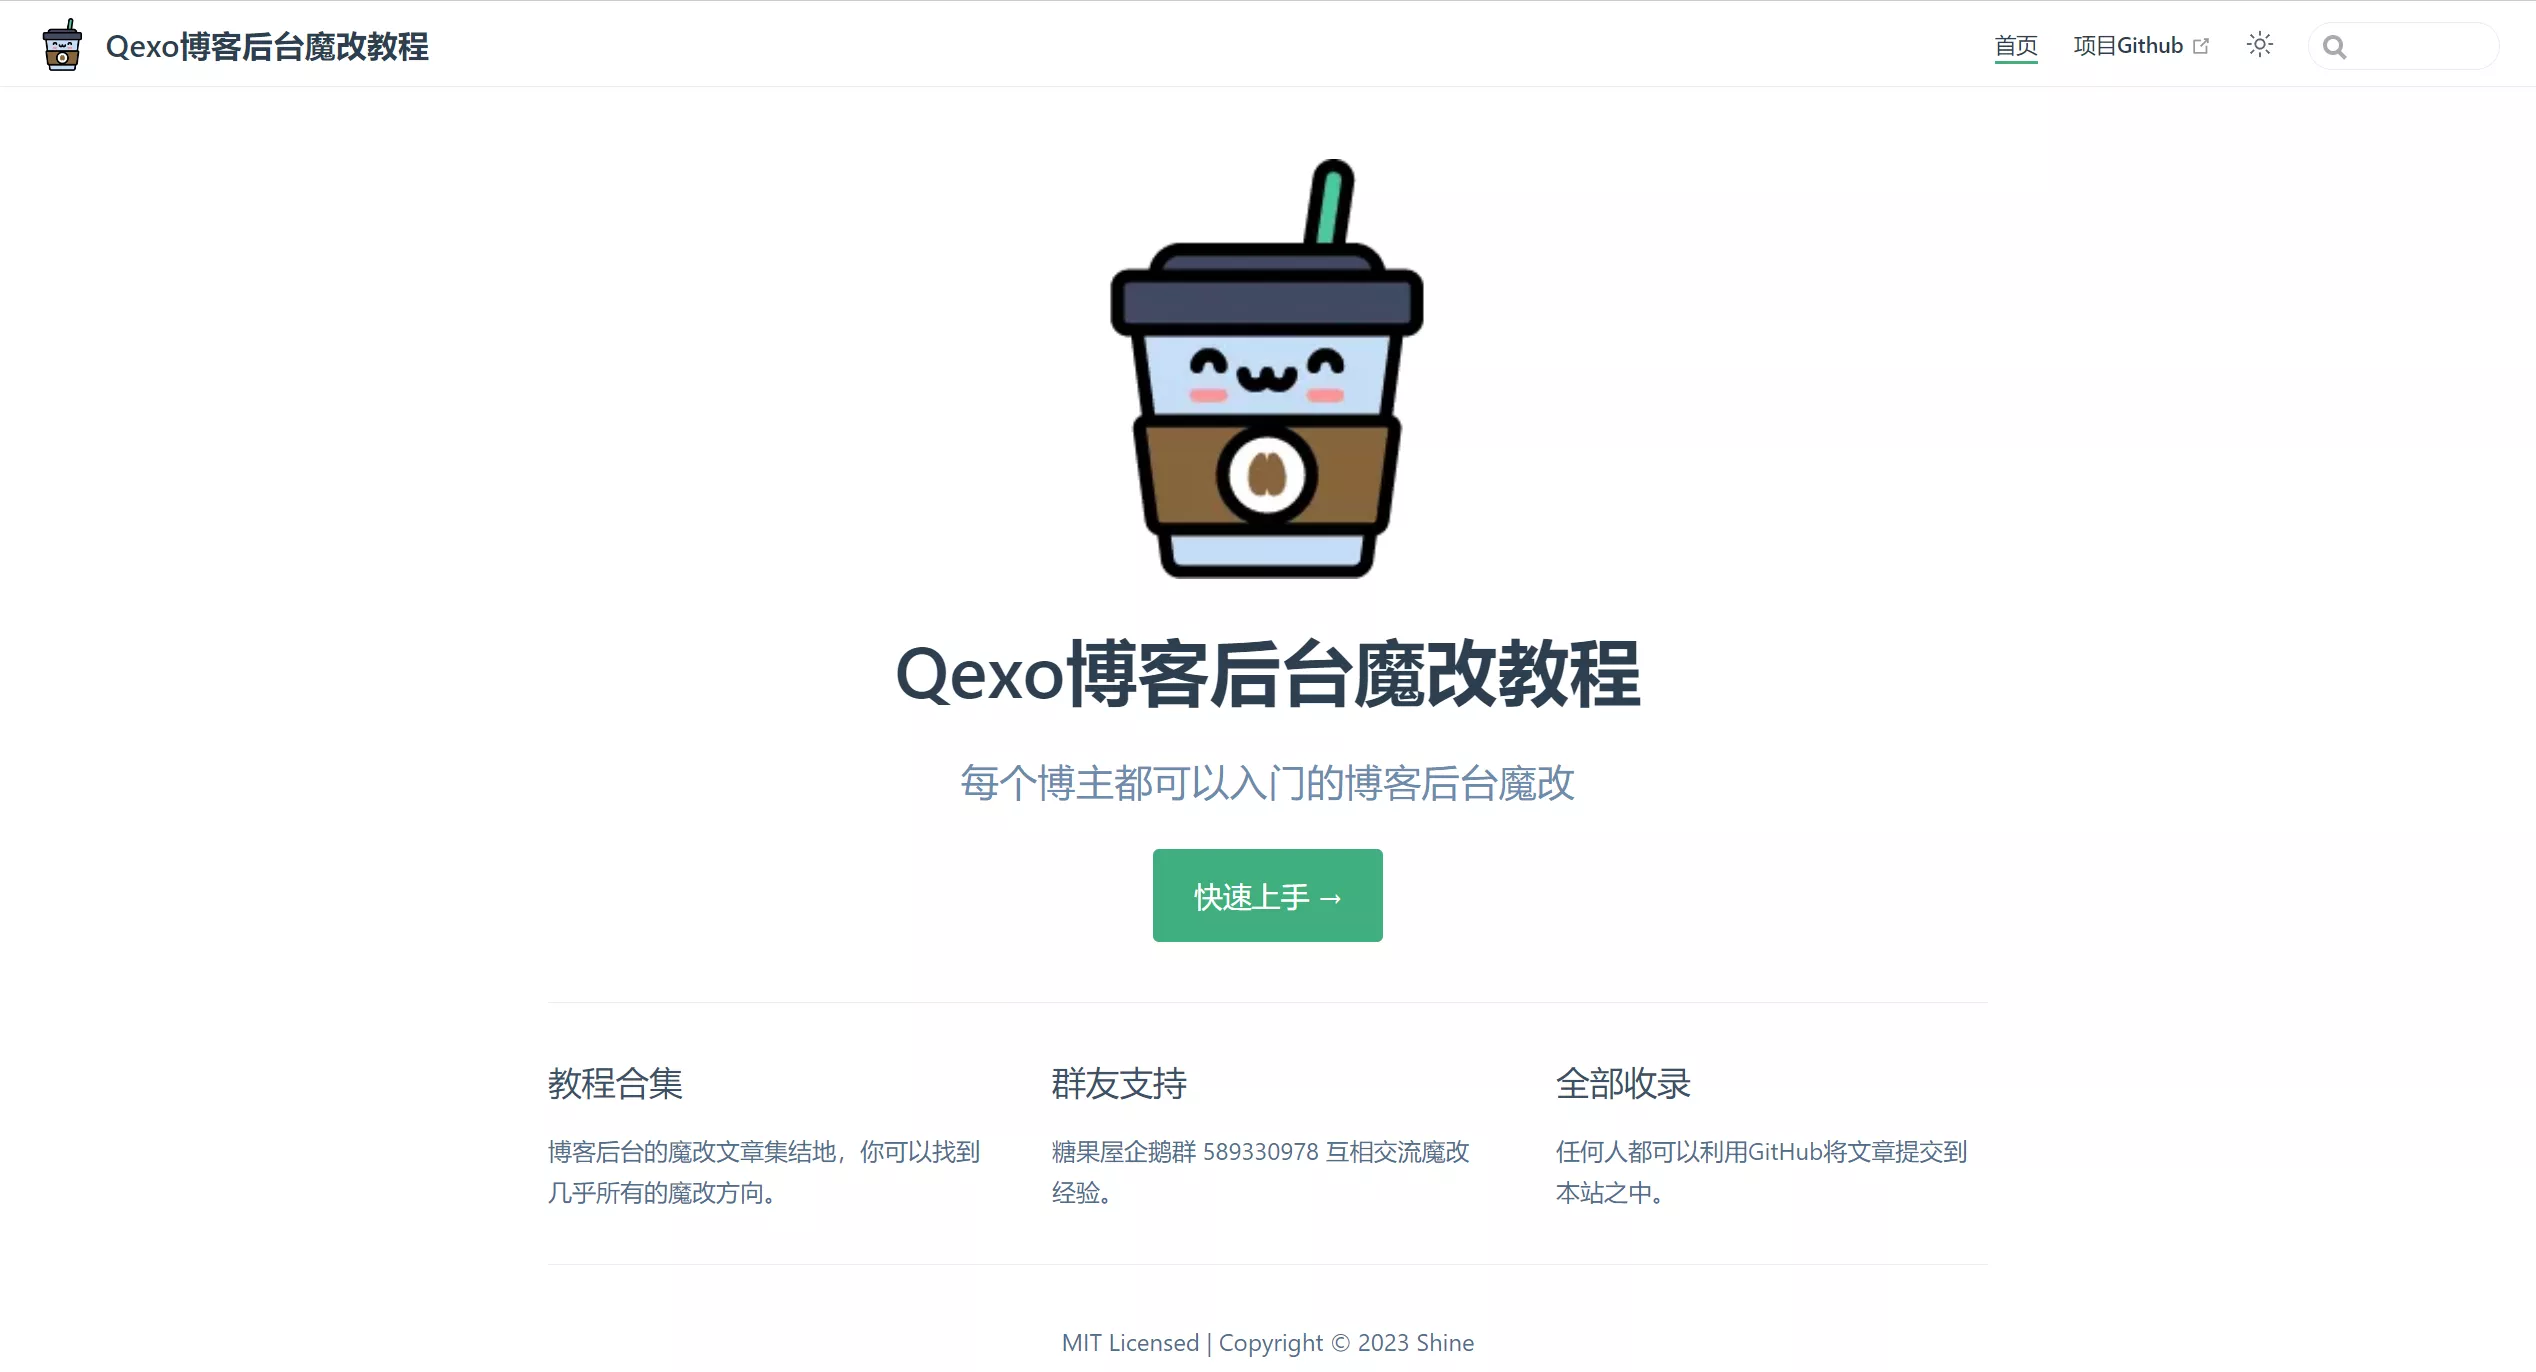 Qexo博客后台魔改教程
首页
项目Github
Qexo博客后台魔改教程
每个博主都可以入门的博客后台魔改
快速上手 →
教程合集
博客后台的魔改文章集结地，你可以找到
几乎所有的魔改方向。
群友支持
糖果屋企鹅群 589330978 互相交流魔改
经验。
全部收录
任何人都可以利用GitHub将文章提交到
本站之中。
MIT Licensed | Copyright © 2023 Shine